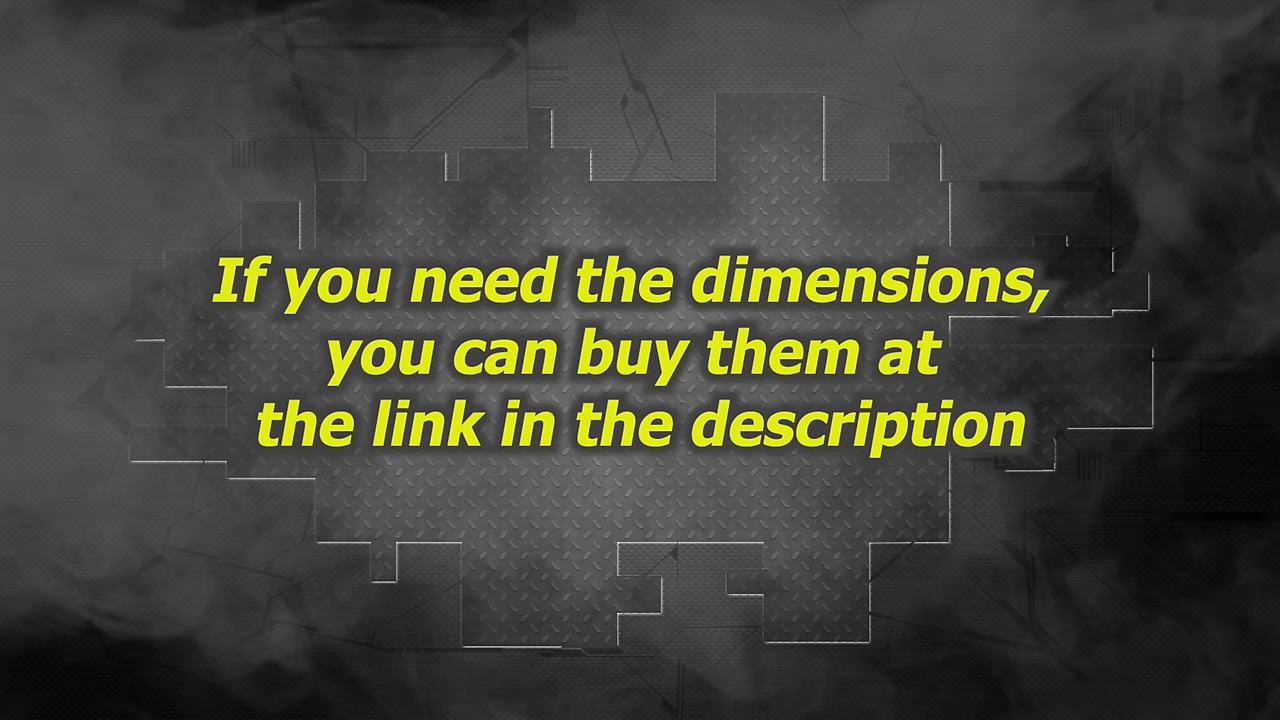 If you need the dimensions,
you can buy them at
the link in the description